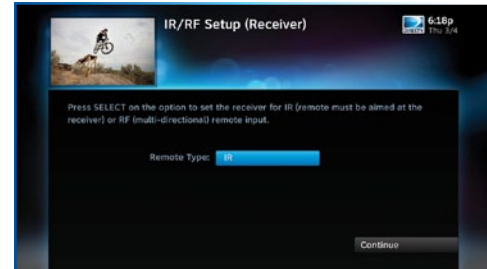 IR/RF Setup (Receiver)
6:18p
Thu 3/4
Press SELECT on the option to set the receiver for IR (remote must be aimed at the
receiver) or RF (multi-directional) remote input.
Remote Type: IR
Continue